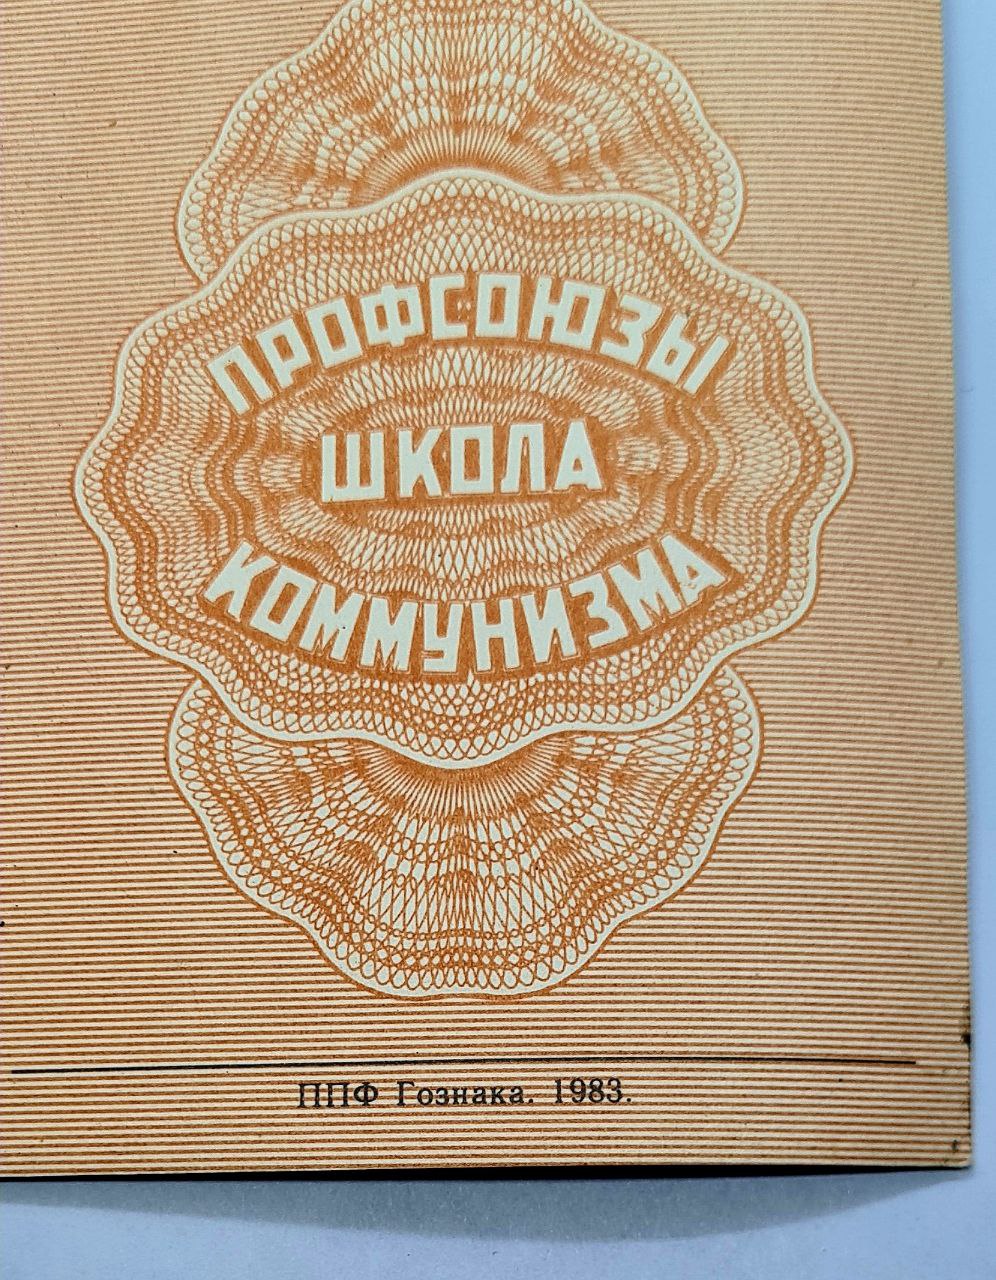 ПРОФСОЮЗЫ
ШКОЛА
КОММУНИЗМА
ППФ Гознака. 1983.